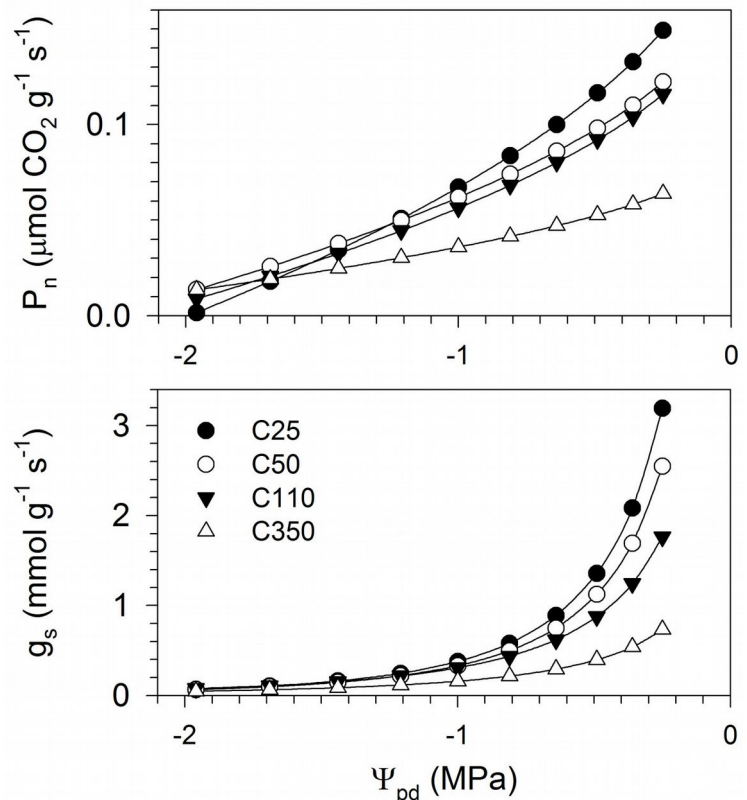 Pₙ (μmol CO₂ g⁻¹ s⁻¹)
0.1
0.0
-2 -1 0
gₛ (mmol g⁻¹ s⁻¹)
3
2
1
0
C25
C50
C110
C350
-2 -1 0
Ψpd (MPa)